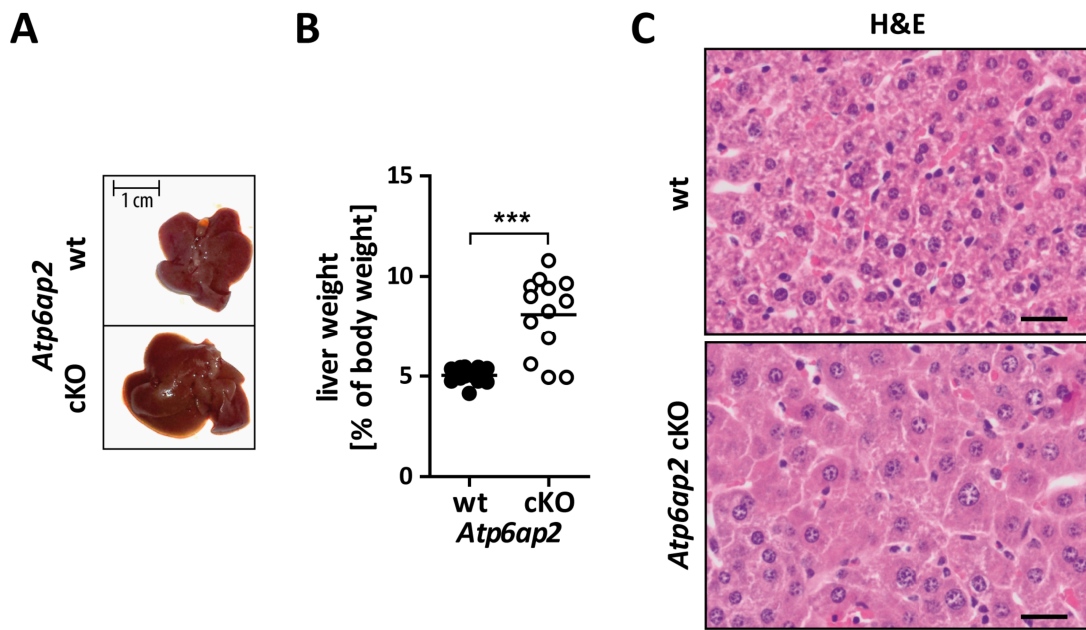 A
1 cm
wt
cKO
Atp6ap2
B
15
10
5
0
***
liver weight
[% of body weight]
wt cKO
Atp6ap2
C
H&E
wt
Atp6ap2 cKO